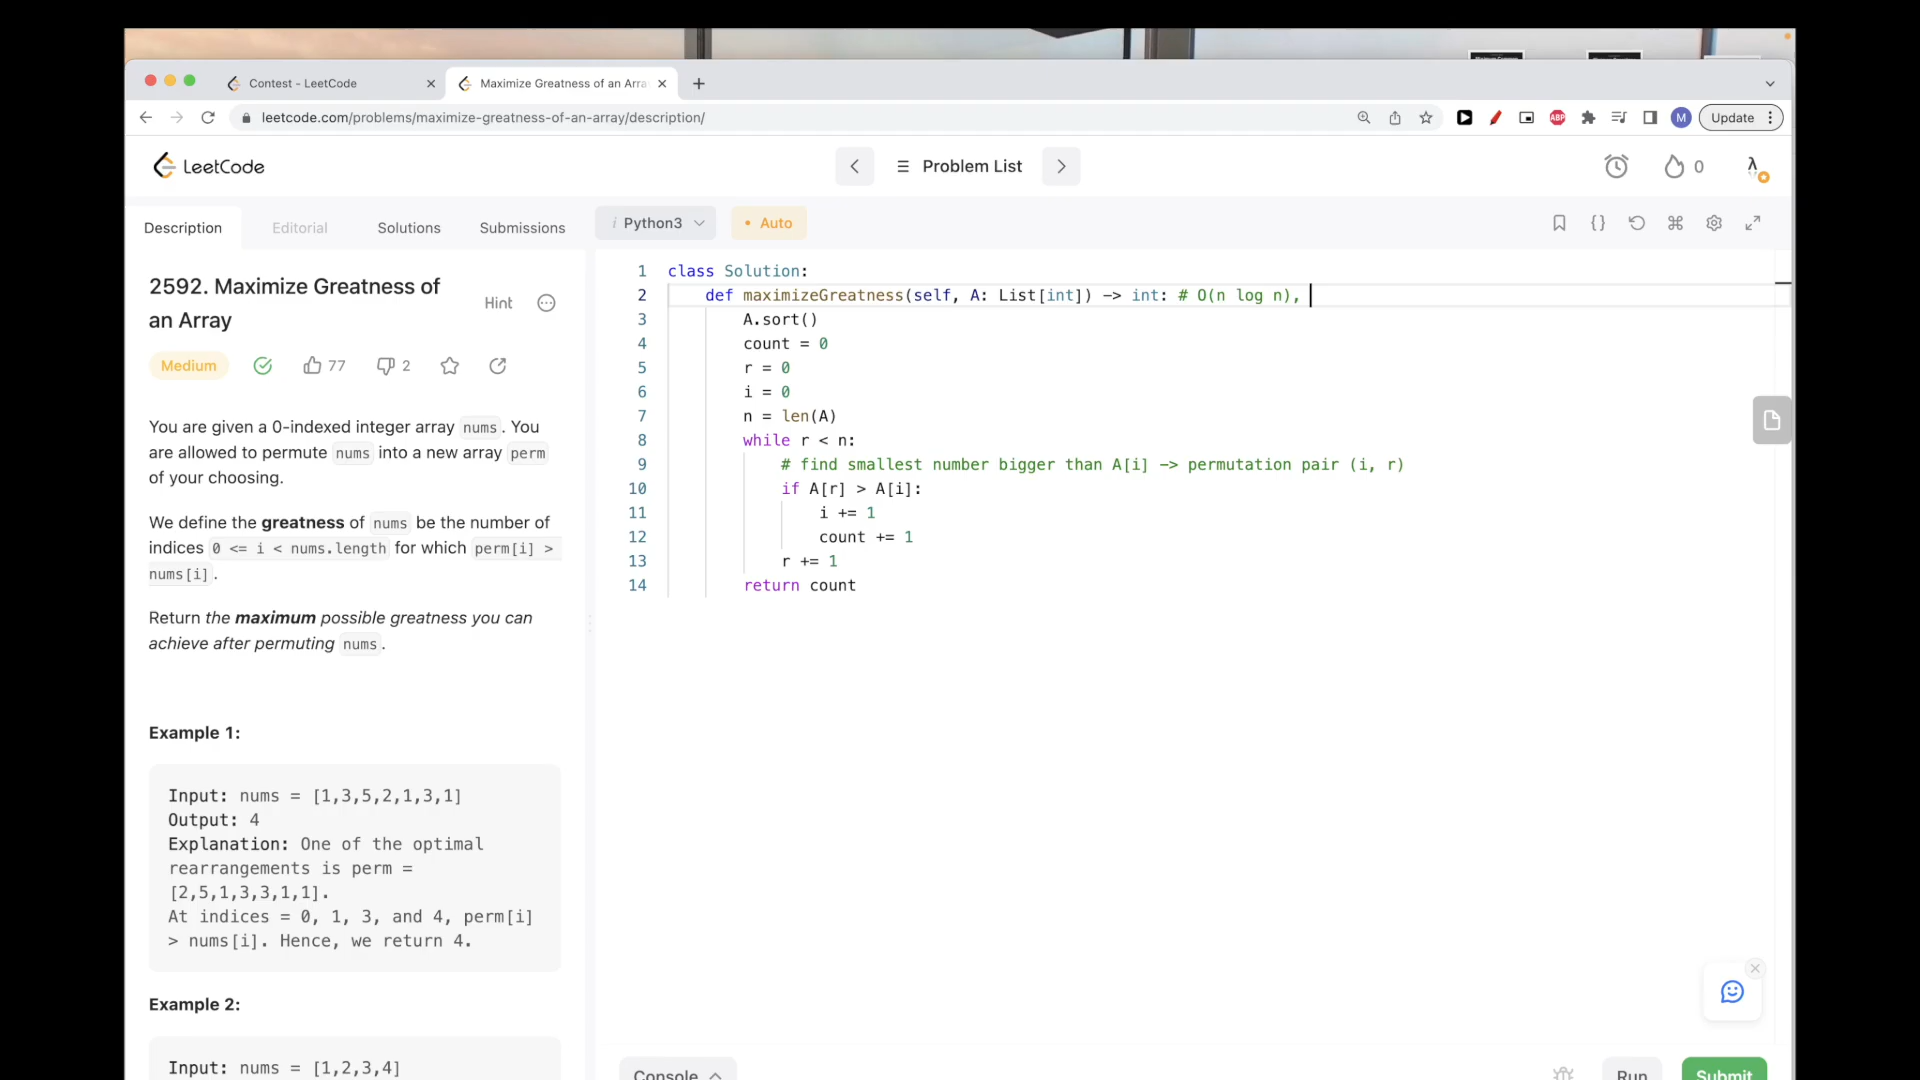 Contest - LeetCode
Maximize Greatness of an Arra
leetcode.com/problems/maximize-greatness-of-an-array/description/
ABP
M
Update
LeetCode
Problem List
0
Description
Editorial
Solutions
Submissions
i Python3
• Auto
2592. Maximize Greatness of
an Array
Hint
Medium
77
2
You are given a 0-indexed integer array nums. You
are allowed to permute nums into a new array perm
of your choosing.
We define the greatness of nums be the number of
indices 0 <= i < nums.length for which perm[i] >
nums[i].
Return the maximum possible greatness you can
achieve after permuting nums.
Example 1:
Input: nums = [1,3,5,2,1,3,1]
Output: 4
Explanation: One of the optimal
rearrangements is perm =
[2,5,1,3,3,1,1].
At indices = 0, 1, 3, and 4, perm[i]
> nums[i]. Hence, we return 4.
Example 2:
Input: nums = [1,2,3,4]
1 class Solution:
2 def maximizeGreatness(self, A: List[int]) -> int: # O(n log n),
3 A.sort()
4 count = 0
5 r = 0
6 i = 0
7 n = len(A)
8 while r < n:
9 # find smallest number bigger than A[i] -> permutation pair (i, r)
10 if A[r] > A[i]:
11 i += 1
12 count += 1
13 r += 1
14 return count
Console
Run
Submit